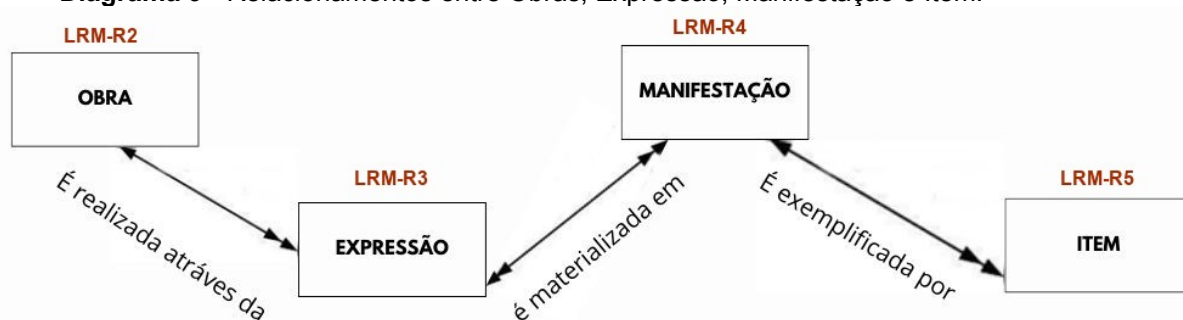 Diagrama - Relacionamentos entre Obras, Expressão, Manifestação e Item.
LRM-R2
OBRA
É realizada atráves da
LRM-R3
EXPRESSÃO
é materializada em
LRM-R4
MANIFESTAÇÃO
É exemplificada por
LRM-R5
ITEM